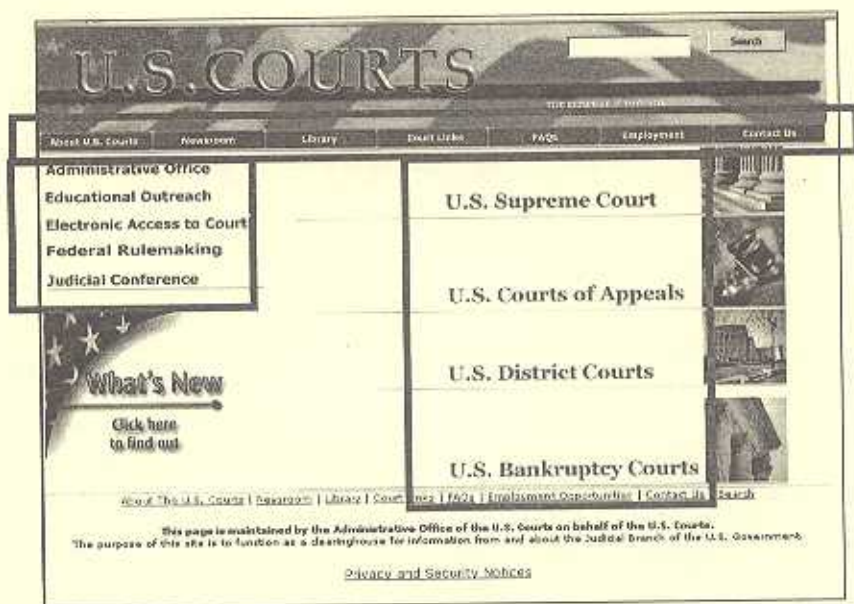 U.S. COURTS
Search
About U.S. Courts Newsroom Library Court Links FAQs Employment Contact Us
Administrative Office
Educational Outreach
Electronic Access to Court
Federal Rulemaking
Judicial Conference
U.S. Supreme Court
U.S. Courts of Appeals
U.S. District Courts
U.S. Bankruptcy Courts
What's New
Click here
to find out
About The U.S. Courts | Newsroom | Library | Court Links | FAQs | Employment Opportunities | Contact Us | Search
This page is maintained by the Administrative Office of the U.S. Courts on behalf of the U.S. Courts.
The purpose of this site is to function as a clearinghouse for information from and about the Judicial Branch of the U.S. Government.
Privacy and Security Notices